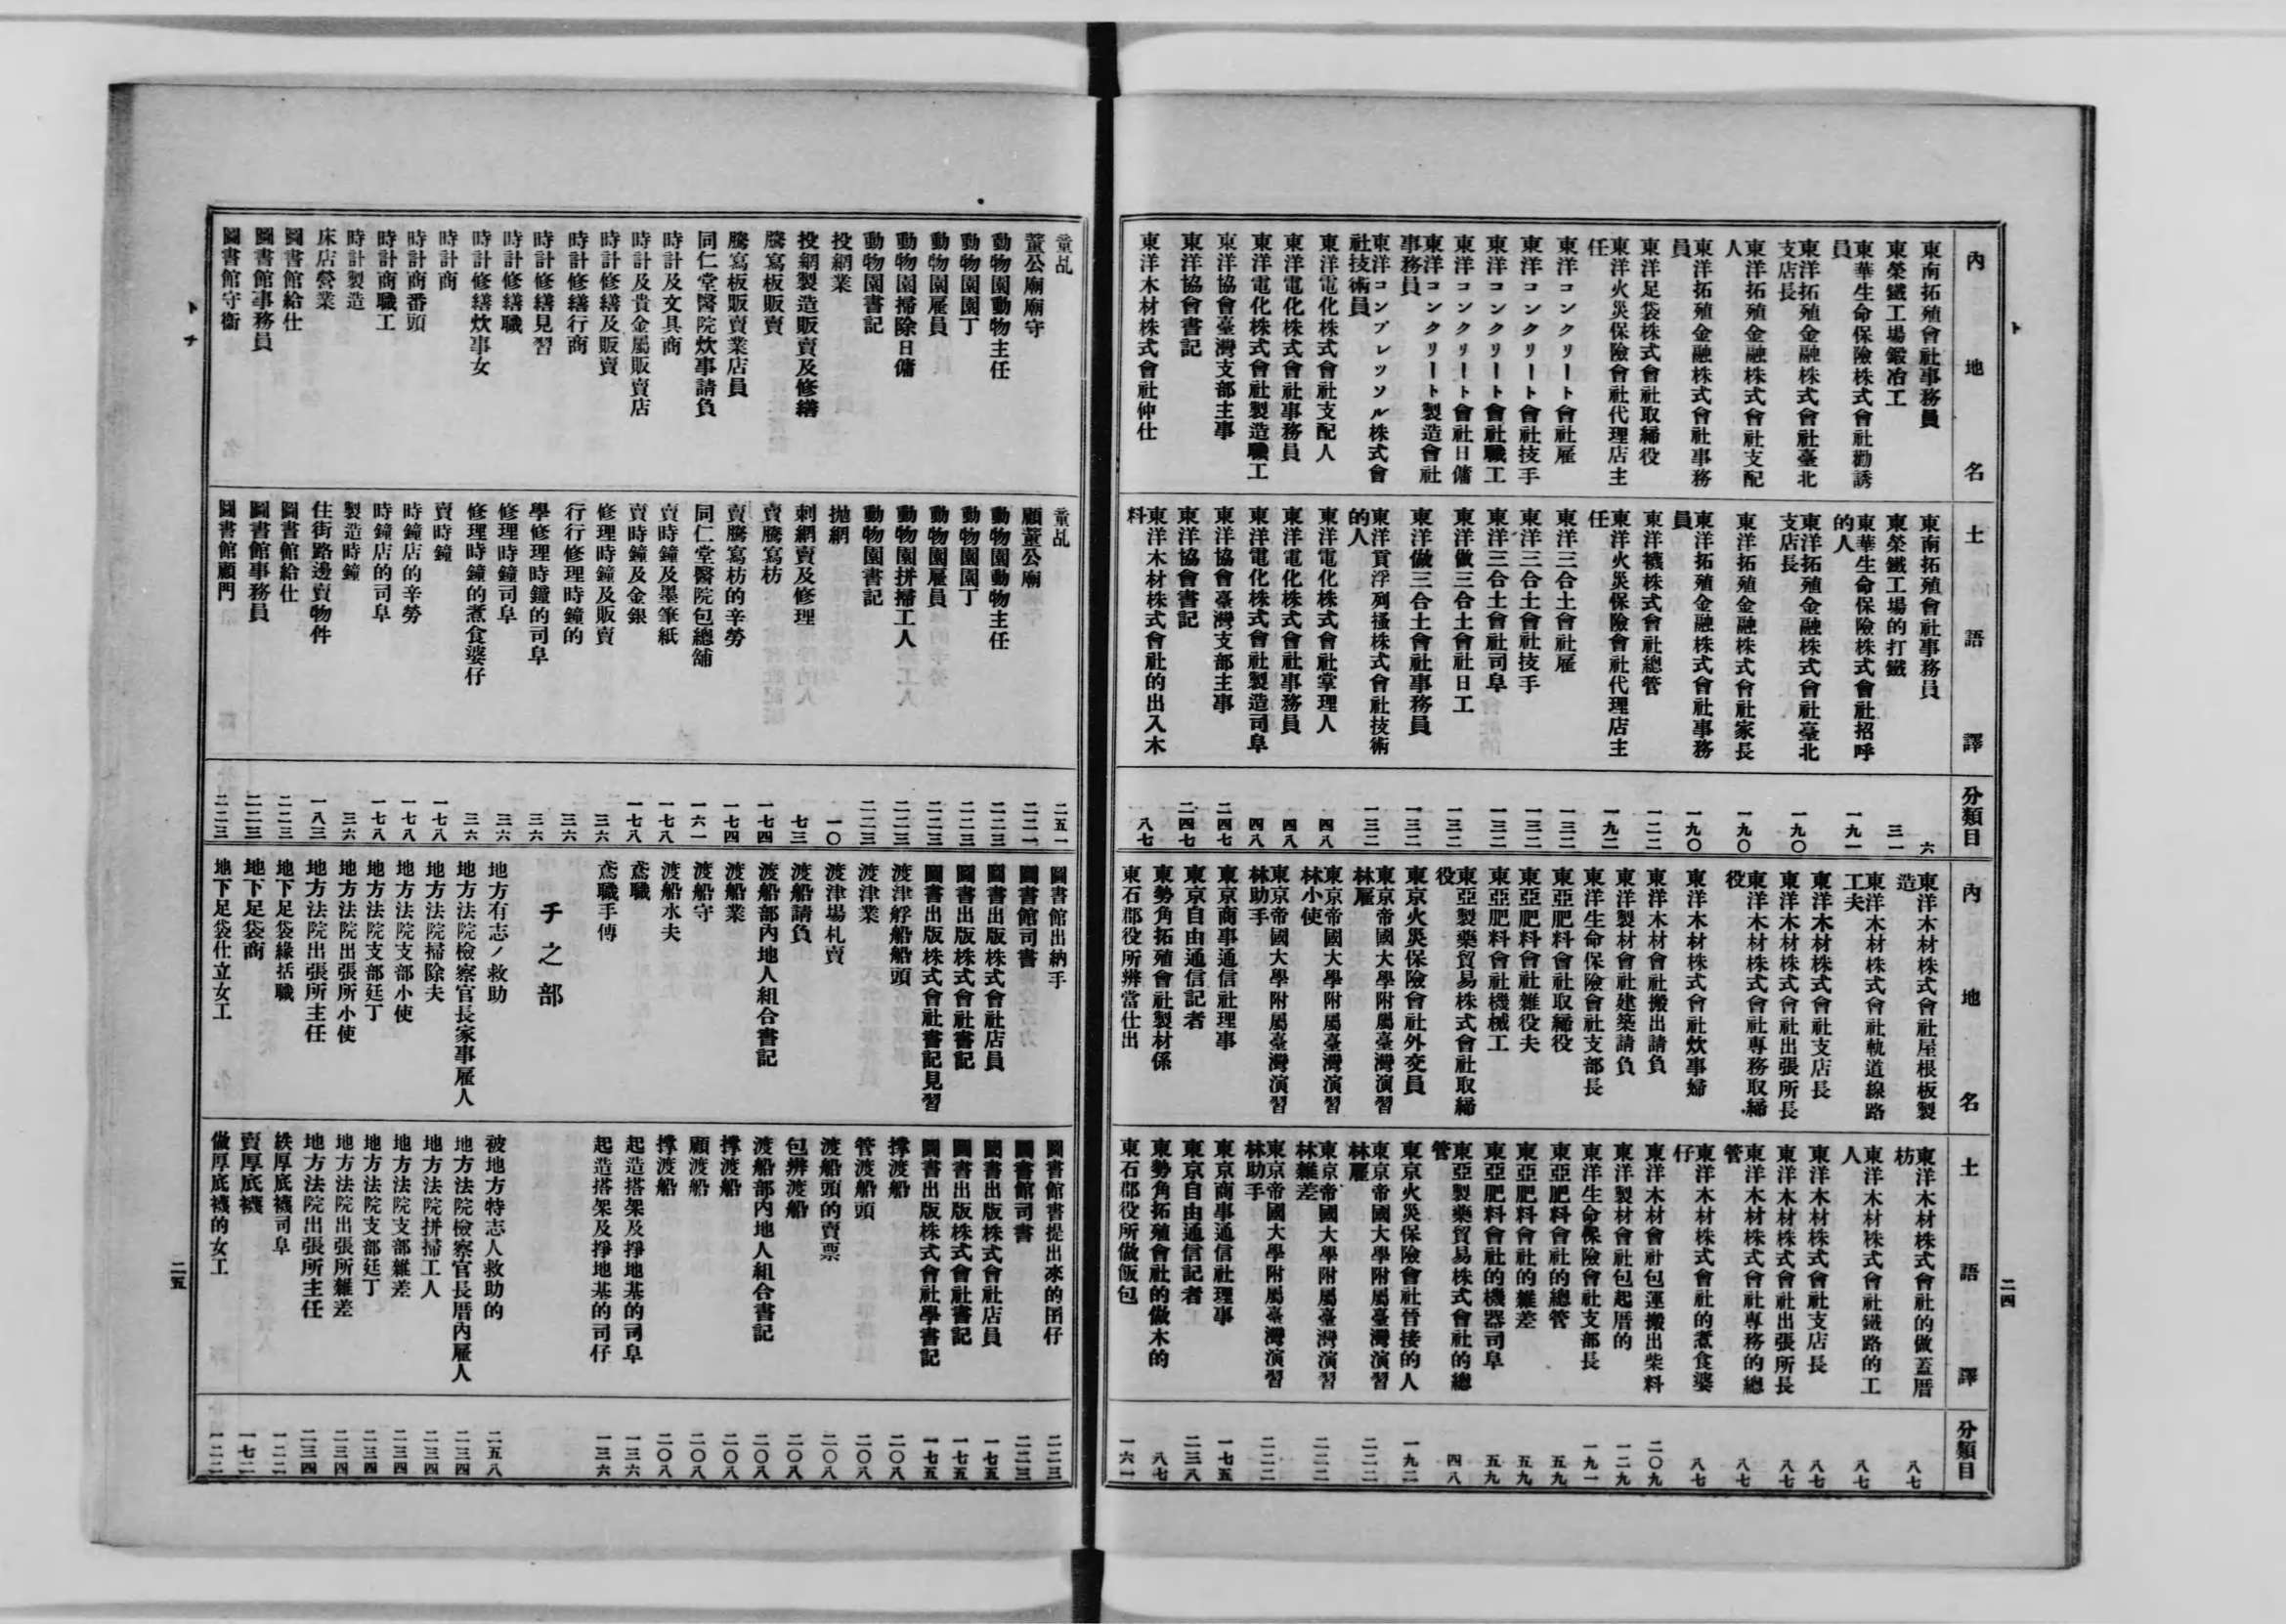 ト
內地名
東南拓殖會社事務員
東榮鐵工場鍛冶工
東華生命保險株式會社勸誘
員
東洋拓殖金融株式會社臺北
支店長
東洋拓殖金融株式會社支配
人
東洋拓殖金融株式會社事務
員
東洋足袋株式會社取締役
東洋火災保險會社代理店主
任
東洋コンクリート會社雇
東洋コンクリート會社技手
東洋コンクリート會社職工
東洋コンクリート會社日傭
東洋コンクリート製造會社
事務員
東洋コンプレッソル株式會
社技術員
東洋電化株式會社支配人
東洋電化株式會社事務員
東洋電化株式會社製造職工
東洋協會臺灣支部主事
東洋協會書記
東洋木材株式會社仲仕
土語譯
東南拓殖會社事務員
東榮鐵工場的打鐵
東華生命保險株式會社招呼
的人
東洋拓殖金融株式會社臺北
支店長
東洋拓殖金融株式會社家長
東洋拓殖金融株式會社事務
員
東洋襪株式會社總管
東洋火災保險會社代理店主
任
東洋三合土會社雇
東洋三合土會社技手
東洋三合土會社司阜
東洋做三合土會社日工
東洋做三合土會社事務員
東洋貢浮列搔株式會社技術
的人
東洋電化株式會社掌理人
東洋電化株式會社事務員
東洋電化株式會社製造司阜
東洋協會臺灣支部主事
東洋協會書記
東洋木材株式會社的出入木
料
分類目
六
三一
一九一
一九〇
一九〇
一九〇
一二二
一九二
一三二
一三二
一三二
一三二
一三二
一三二
四八
四八
四八
二四七
二四七
八七
內地名
東洋木材株式會社屋根板製
造
東洋木材株式會社軌道線路
工夫
東洋木材株式會社支店長
東洋木材株式會社出張所長
東洋木材株式會社專務取締
役
東洋木材株式會社炊事婦
東洋木材會社搬出請負
東洋製材會社建築請負
東洋生命保險會社支部長
東亞肥料會社取締役
東亞肥料會社雜役夫
東亞肥料會社機械工
東亞製藥貿易株式會社取締
役
東京火災保險會社外交員
東京帝國大學附屬臺灣演習
林雇
東京帝國大學附屬臺灣演習
林小使
東京帝國大學附屬臺灣演習
林助手
東京商事通信社理事
東京自由通信記者
東勢角拓殖會社製材係
東石郡役所辨當仕出
土語譯
東洋木材株式會社的做蓋厝
枋
東洋木材株式會社鐵路的工
人
東洋木材株式會社支店長
東洋木材株式會社出張所長
東洋木材株式會社專務的總
管
東洋木材株式會社的煮食婆
仔
東洋木材會社包運搬出柴料
東洋製材會社包起厝的
東洋生命保險會社支部長
東亞肥料會社的總管
東亞肥料會社的雜差
東亞肥料會社的機器司阜
東亞製藥貿易株式會社的總
管
東京火災保險會社晉接的人
東京帝國大學附屬臺灣演習
林雇
東京帝國大學附屬臺灣演習
林雜差
東京帝國大學附屬臺灣演習
林助手
東京商事通信社理事
東京自由通信記者
東勢角拓殖會社的做木的
東石郡役所做飯包
分類目
八七
八七
八七
八七
八七
八七
二〇九
一二九
一九一
五九
五九
五九
四八
一九二
二二二
二二二
二二二
一七五
二三八
八七
一六一
二四
童乩
董公廟廟守
動物園動物主任
動物園園丁
動物園雇員
動物園掃除日傭
動物園書記
投網業
投網製造販賣及修繕
謄寫板販賣
謄寫板販賣業店員
同仁堂醫院炊事請負
時計及文具商
時計及貴金屬販賣店
時計修繕及販賣
時計修繕行商
時計修繕見習
時計修繕職
時計修繕炊事女
時計商
時計商番頭
時計商職工
時計製造
床店營業
圖書館給仕
圖書館事務員
圖書館守衞
童乩
顧董公廟
動物園動物主任
動物園園丁
動物園雇員
動物園拼掃工人
動物園書記
拋網
刺網賣及修理
賣謄寫枋
賣謄寫枋的辛勞
同仁堂醫院包總舖
賣時鐘及墨筆紙
賣時鐘及金銀
修理時鐘及販賣
行行修理時鐘的
學修理時鐘的司阜
修理時鐘司阜
修理時鐘的煮食婆仔
賣時鐘
時鐘店的辛勞
時鐘店的司阜
製造時鐘
住街路邊賣物件
圖書館給仕
圖書館事務員
圖書館顧門
二五一
二二一
二二三
二二三
二二三
二二三
二二三
一〇
七三
一七四
一七四
一六一
一七八
一七八
三六
三六
三六
三六
三六
一七八
一七八
一七八
三六
一八三
二二三
二二三
二二三
圖書館出納手
圖書館司書
圖書出版株式會社店員
圖書出版株式會社書記
圖書出版株式會社書記見習
渡津艀船船頭
渡津業
渡津場札賣
渡船請負
渡船部內地人組合書記
渡船業
渡船守
渡船水夫
鳶職
鳶職手傳
チ之部
地方有志ノ救助
地方法院檢察官長家事雇人
地方法院掃除夫
地方法院支部小使
地方法院支部廷丁
地方法院出張所小使
地方法院出張所主任
地下足袋緣括職
地下足袋商
地下足袋仕立女工
圖書館書提出來的囝仔
圖書館司書
圖書出版株式會社店員
圖書出版株式會社書記
圖書出版株式會社學書記
撐渡船
管渡船頭
渡船頭的賣票
包辨渡船
渡船部內地人組合書記
撐渡船
顧渡船
撐渡船
起造搭架及掙地基的司阜
起造搭架及掙地基的司仔
被地方特志人救助的
地方法院檢察官長厝內雇人
地方法院拼掃工人
地方法院支部雜差
地方法院支部廷丁
地方法院出張所雜差
地方法院出張所主任
紩厚底襪司阜
賣厚底襪
做厚底襪的女工
二二三
二二三
一七五
一七五
一七五
二〇八
二〇八
二〇八
二〇八
二〇八
二〇八
二〇八
二〇八
一三六
一三六
二五八
二三四
二三四
二三四
二三四
二三四
二三四
一二二
一七二
一二二
ト チ
二五